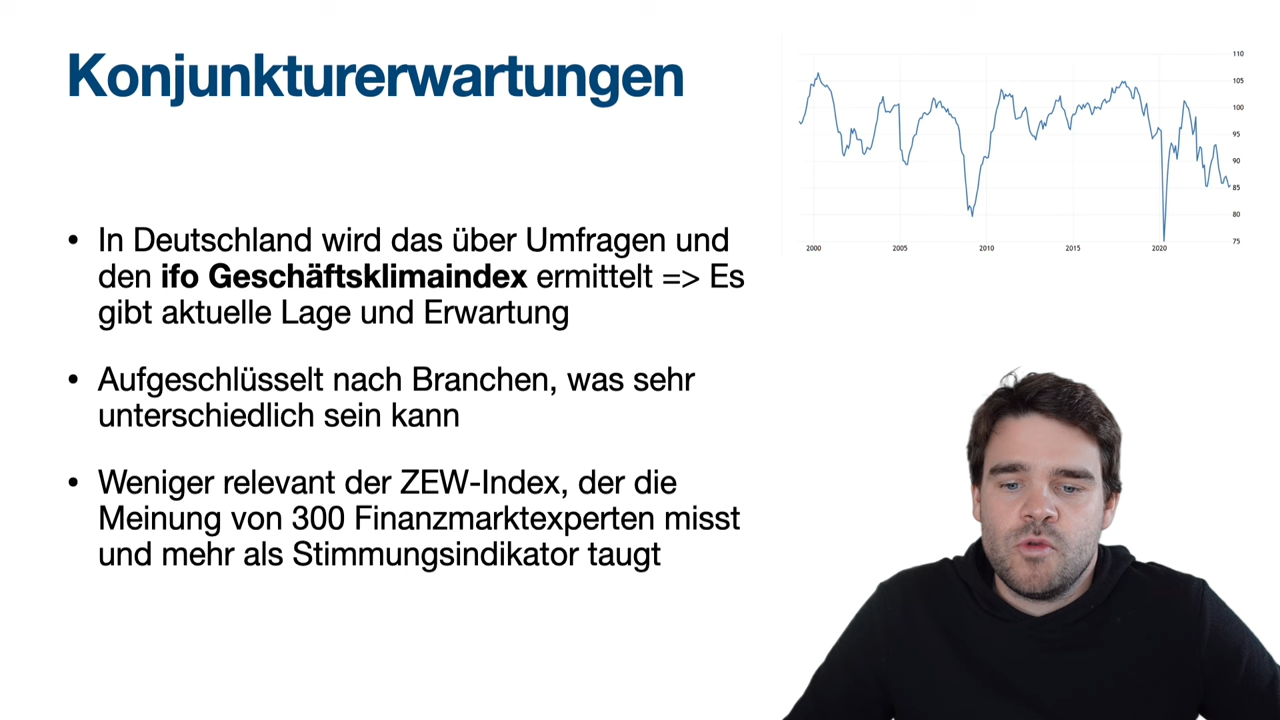 Konjunkturerwartungen
110
105
100
95
90
85
80
75
2000
2005
2010
2015
2020
• In Deutschland wird das über Umfragen und
den ifo Geschäftsklimaindex ermittelt => Es
gibt aktuelle Lage und Erwartung
• Aufgeschlüsselt nach Branchen, was sehr
unterschiedlich sein kann
• Weniger relevant der ZEW-Index, der die
Meinung von 300 Finanzmarktexperten misst
und mehr als Stimmungsindikator taugt